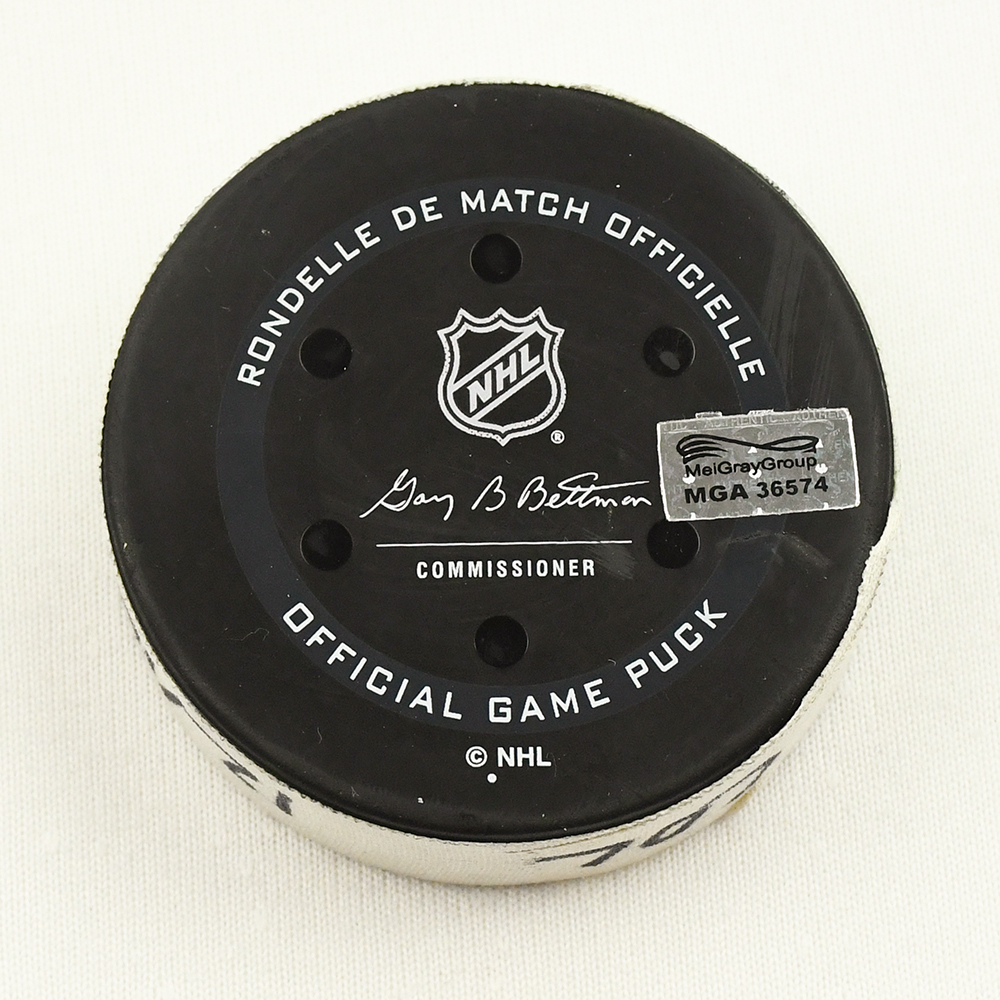 RONDELLE DE MATCH OFFICIELLE
NHL
®
MeiGrayGroup
MGA 36574
Gary B Bettman
COMMISSIONER
OFFICIAL GAME PUCK
© NHL